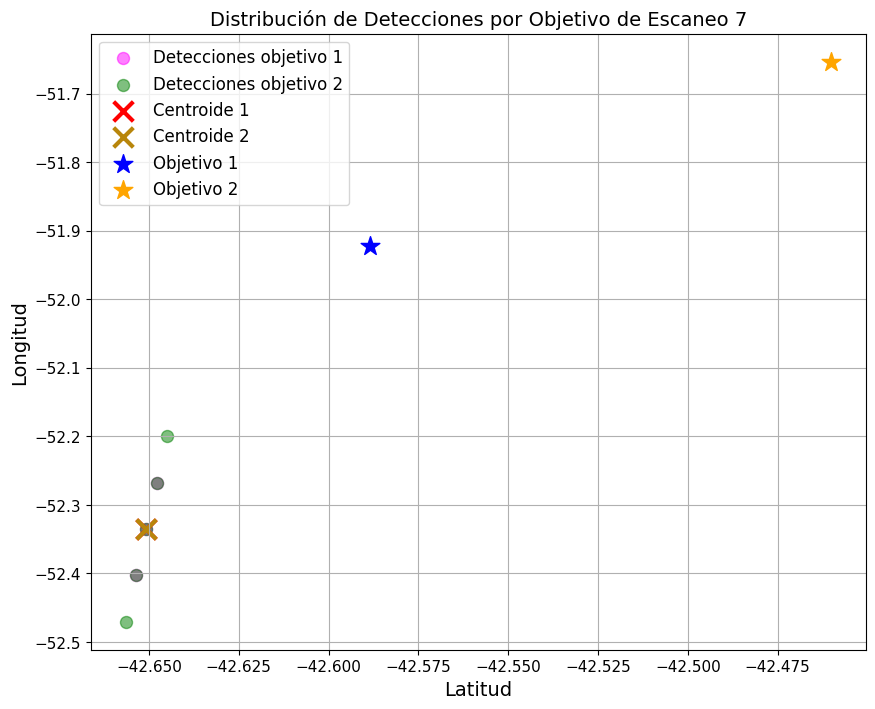 Distribución de Detecciones por Objetivo de Escaneo 7
Detecciones objetivo 1
Detecciones objetivo 2
Centroide 1
Centroide 2
Objetivo 1
Objetivo 2
−51.7
−51.8
−51.9
−52.0
−52.1
−52.2
−52.3
−52.4
−52.5
Longitud
−42.650 −42.625 −42.600 −42.575 −42.550 −42.525 −42.500 −42.475
Latitud